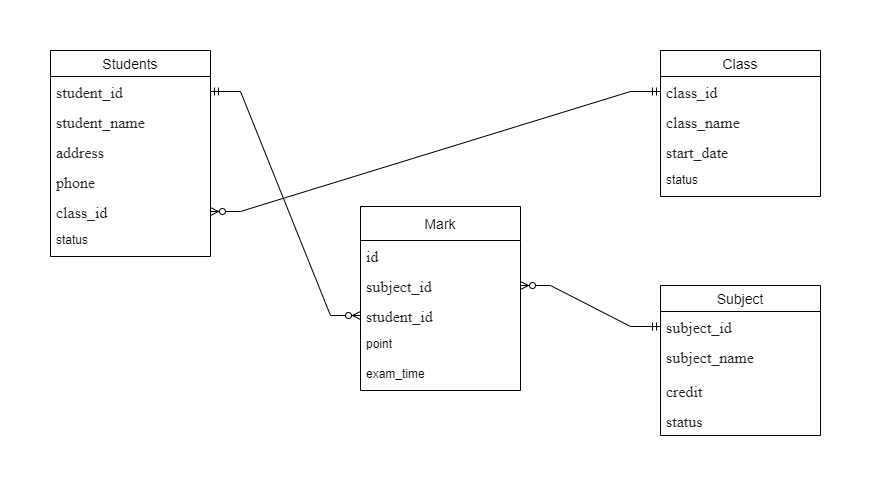 Students
student_id
student_name
address
phone
class_id
status
Class
class_id
class_name
start_date
status
Mark
id
subject_id
student_id
point
exam_time
Subject
subject_id
subject_name
credit
status